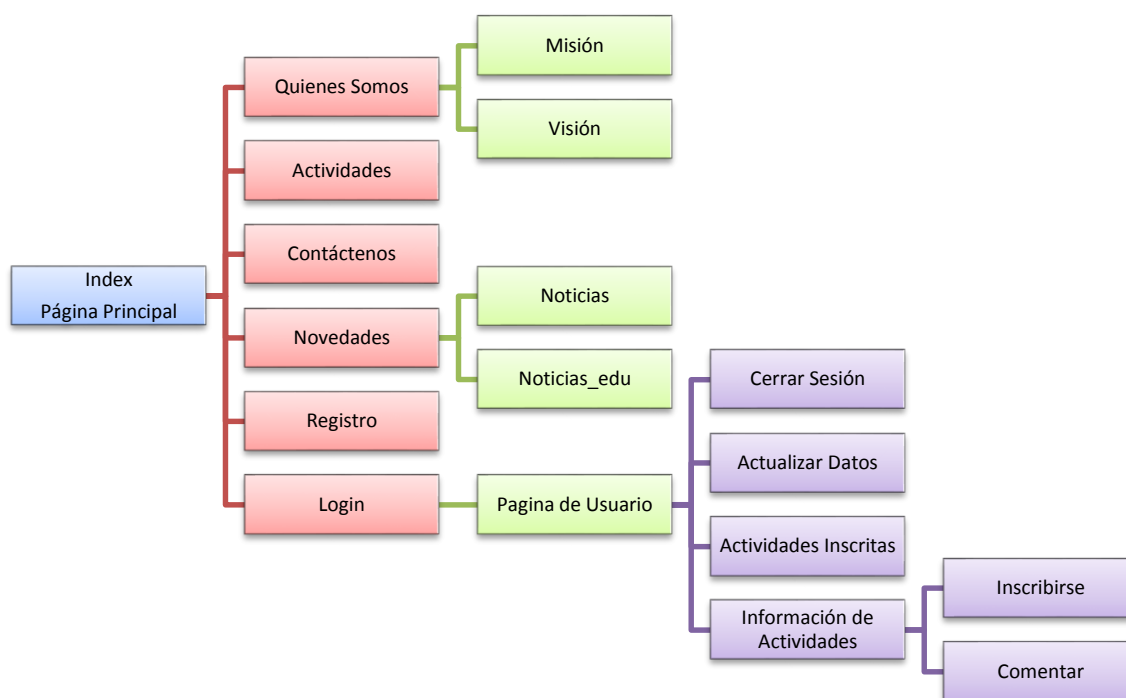 Index
Página Principal
Quienes Somos
Misión
Visión
Actividades
Contáctenos
Novedades
Noticias
Noticias_edu
Registro
Login
Pagina de Usuario
Cerrar Sesión
Actualizar Datos
Actividades Inscritas
Información de
Actividades
Inscribirse
Comentar